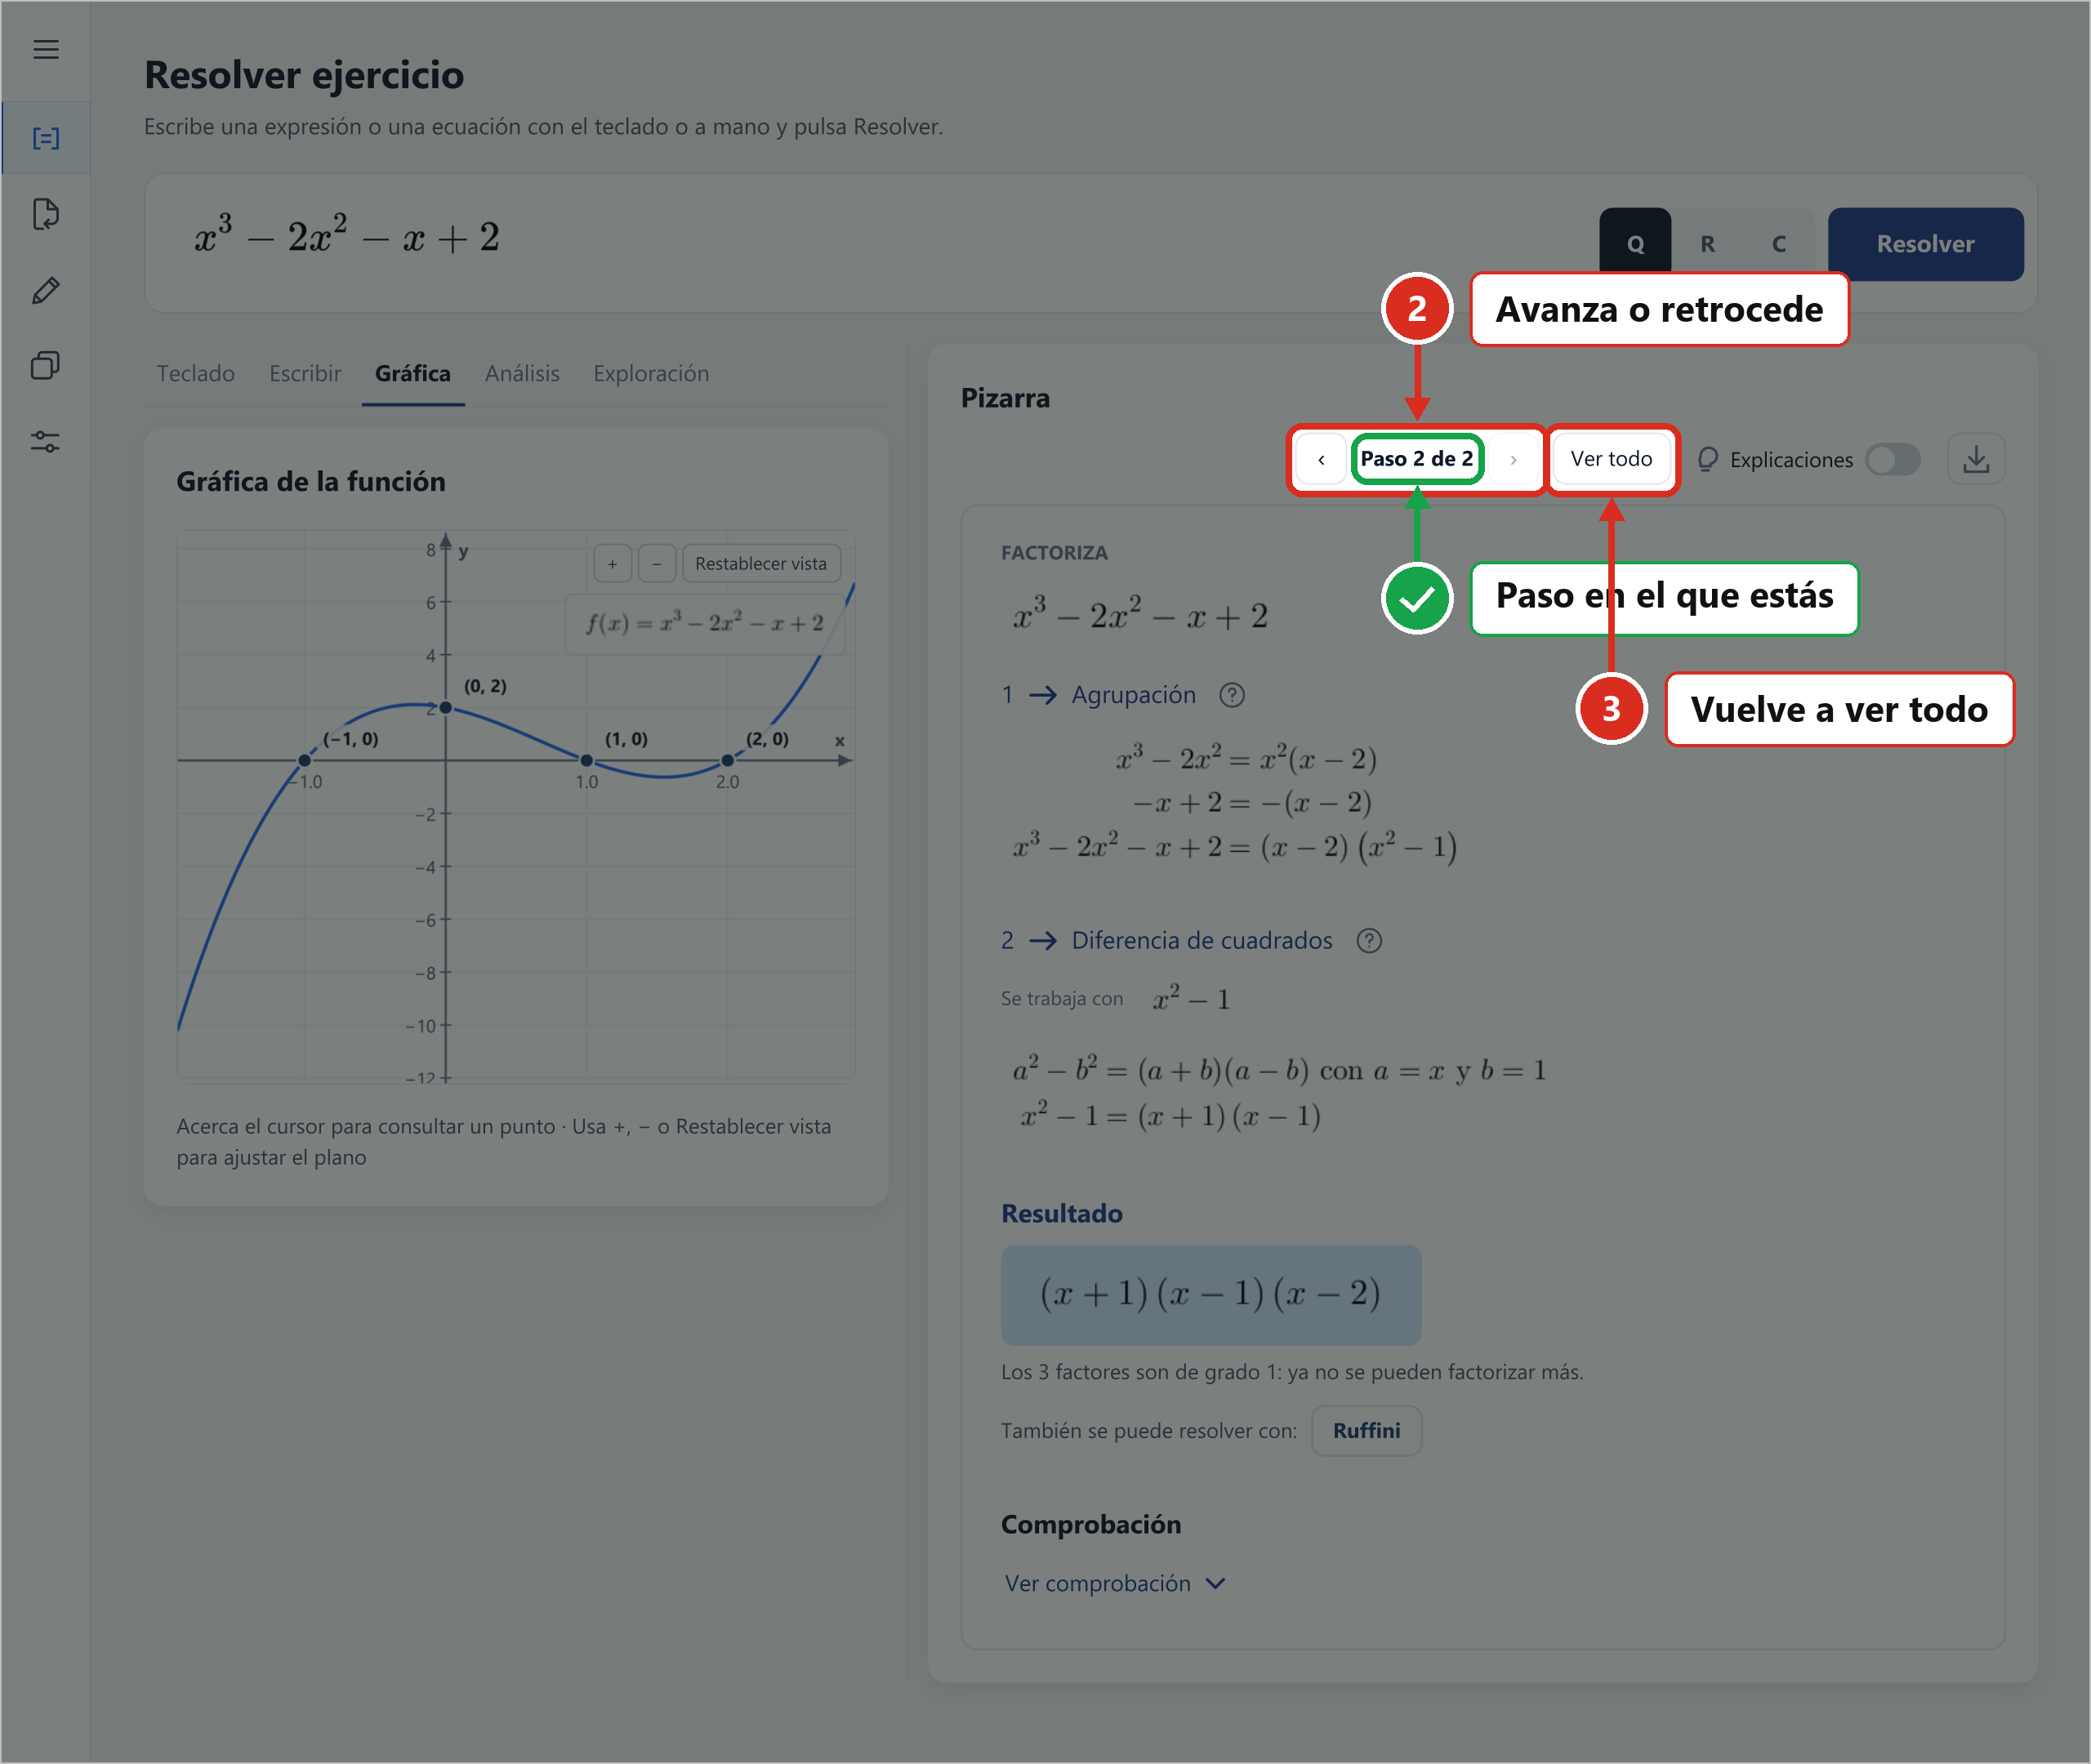 Resolver ejercicio
Escribe una expresión o una ecuación con el teclado o a mano y pulsa Resolver.
x³ − 2x² − x + 2
Q R C Resolver
2 Avanza o retrocede
Teclado Escribir Gráfica Análisis Exploración
Pizarra
‹ Paso 2 de 2 › Ver todo Explicaciones
Paso en el que estás
3 Vuelve a ver todo
Gráfica de la función
+ − Restablecer vista
f(x) = x³ − 2x² − x + 2
y
8
6
4
2
(0, 2)
(−1, 0) (1, 0) (2, 0) x
−1.0 1.0 2.0
−2
−4
−6
−8
−10
−12
Acerca el cursor para consultar un punto · Usa +, − o Restablecer vista
para ajustar el plano
FACTORIZA
x³ − 2x² − x + 2
1 → Agrupación ?
x³ − 2x² = x²(x − 2)
−x + 2 = −(x − 2)
x³ − 2x² − x + 2 = (x − 2) (x² − 1)
2 → Diferencia de cuadrados ?
Se trabaja con x² − 1
a² − b² = (a + b)(a − b) con a = x y b = 1
x² − 1 = (x + 1) (x − 1)
Resultado
(x + 1) (x − 1) (x − 2)
Los 3 factores son de grado 1: ya no se pueden factorizar más.
También se puede resolver con: Ruffini
Comprobación
Ver comprobación